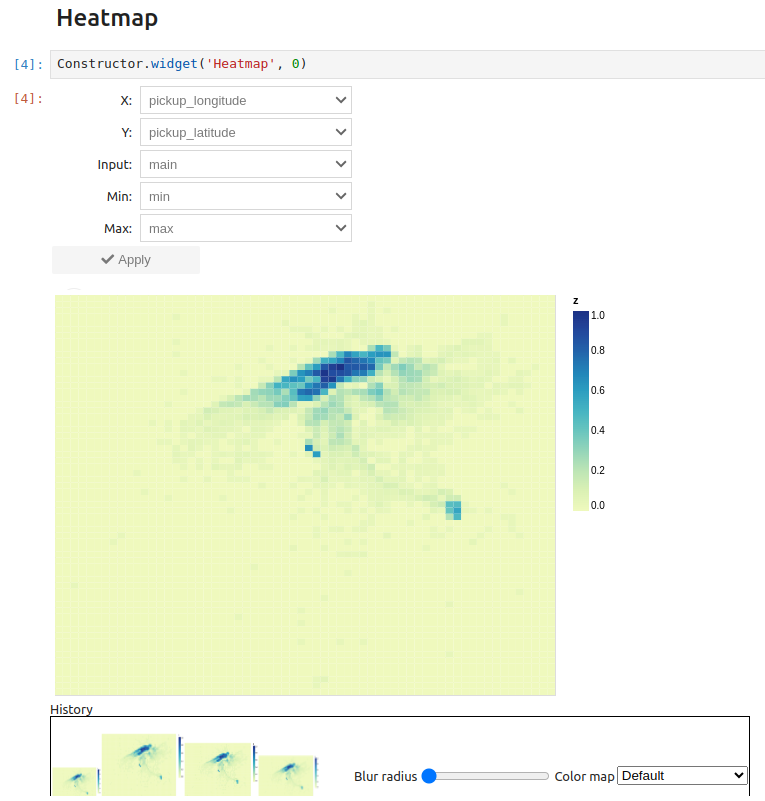 Heatmap
[4]: Constructor.widget('Heatmap', 0)
[4]:
X: pickup_longitude
Y: pickup_latitude
Input: main
Min: min
Max: max
✔ Apply
z
1.0
0.8
0.6
0.4
0.2
0.0
History
Blur radius Color map Default